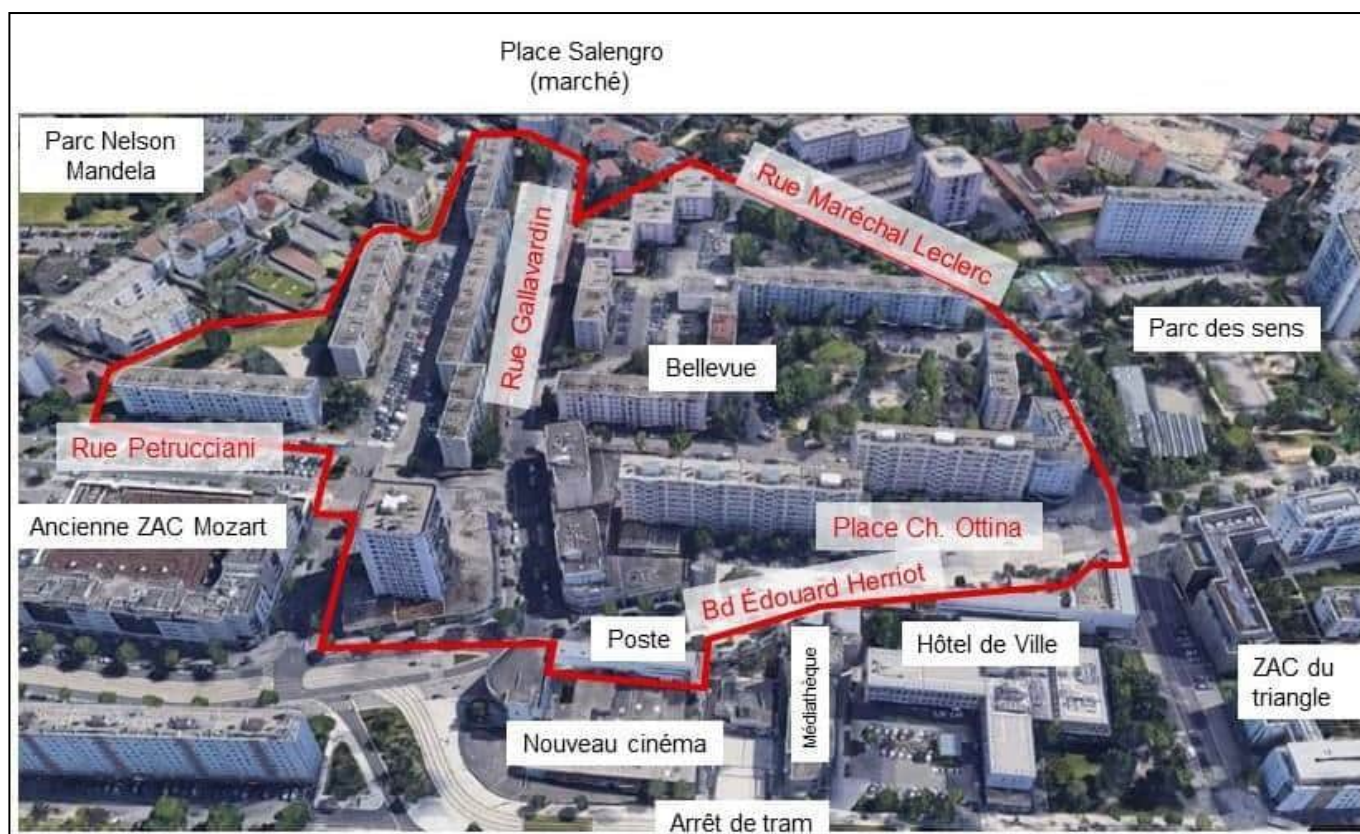 Place Salengro
(marché)
Parc Nelson
Mandela
Rue Maréchal Leclerc
Rue Gallavardin
Parc des sens
Bellevue
Rue Petrucciani
Ancienne ZAC Mozart
Place Ch. Ottina
Bd Édouard Herriot
Poste
Hôtel de Ville
Médiathèque
ZAC du
triangle
Nouveau cinéma
Arrêt de tram